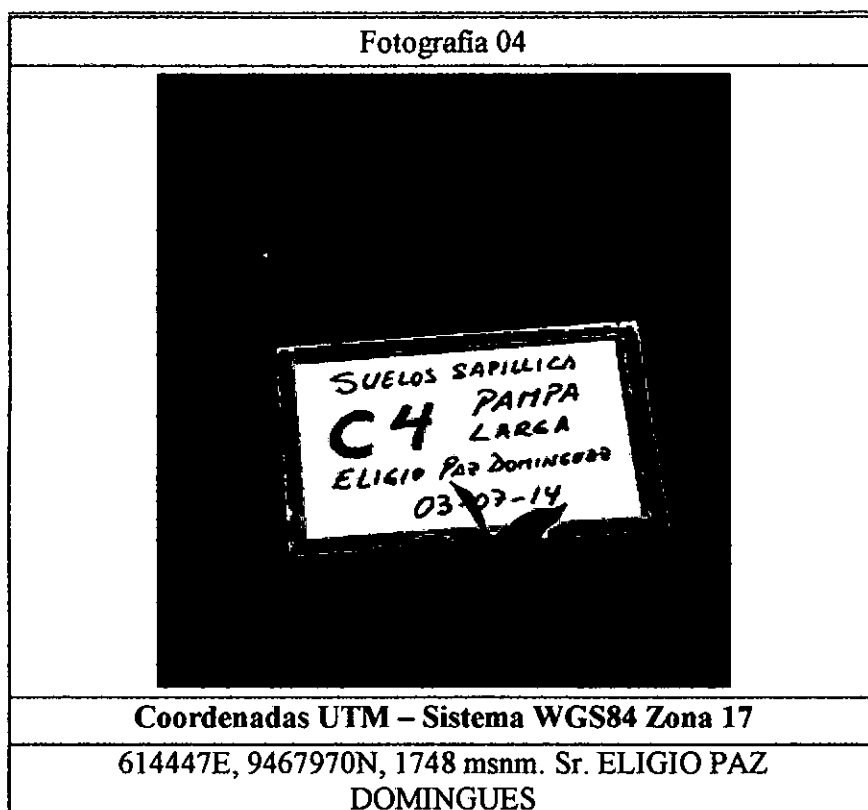 Fotografia 04
SUELOS SAPILLICA
C4 PAMPA
LARGA
ELIGIO PAZ DOMINGUEZ
03-07-14
Coordenadas UTM – Sistema WGS84 Zona 17
614447E, 9467970N, 1748 msnm. Sr. ELIGIO PAZ
DOMINGUES